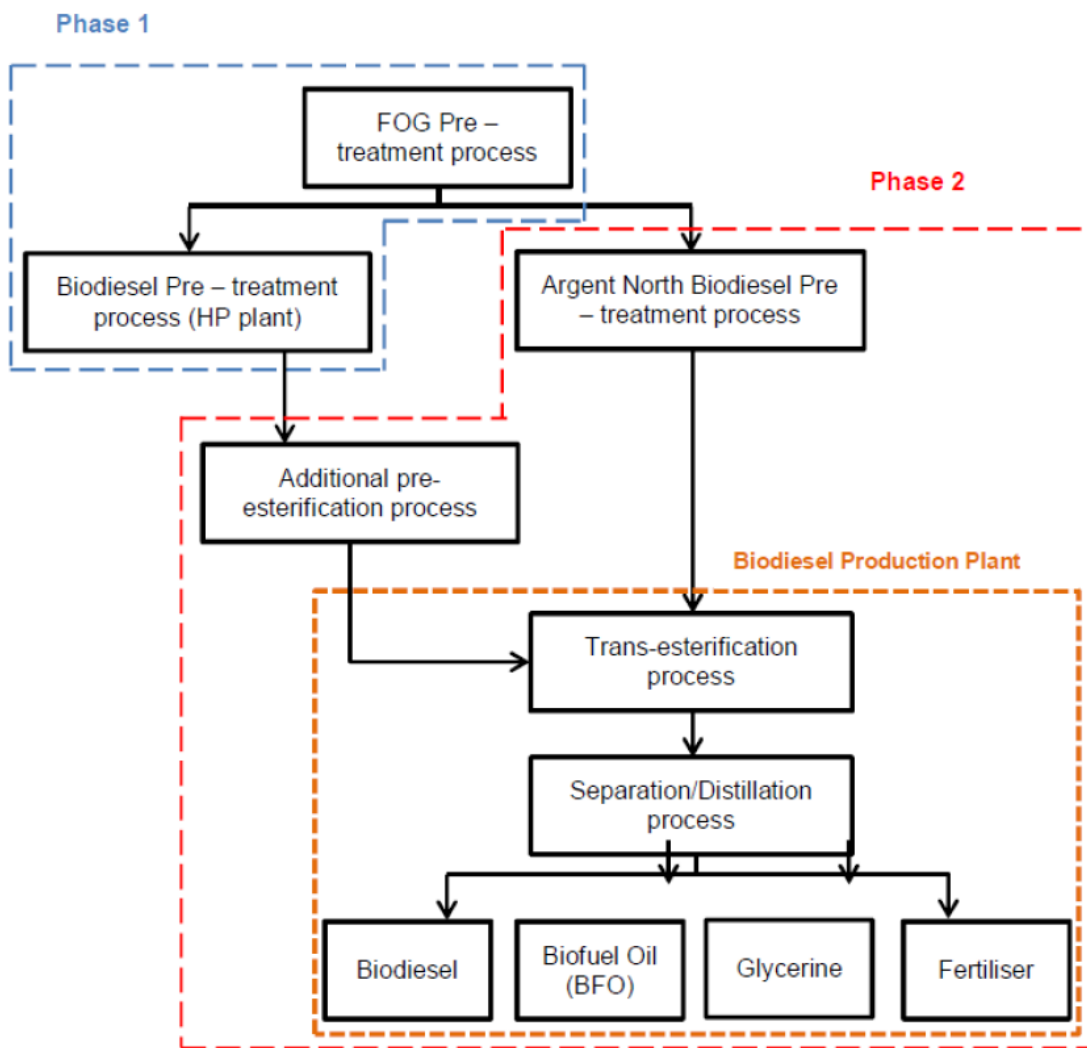 Phase 1
FOG Pre –
treatment process
Phase 2
Biodiesel Pre – treatment
process (HP plant)
Argent North Biodiesel Pre
– treatment process
Additional pre-
esterification process
Biodiesel Production Plant
Trans-esterification
process
Separation/Distillation
process
Biodiesel
Biofuel Oil
(BFO)
Glycerine
Fertiliser